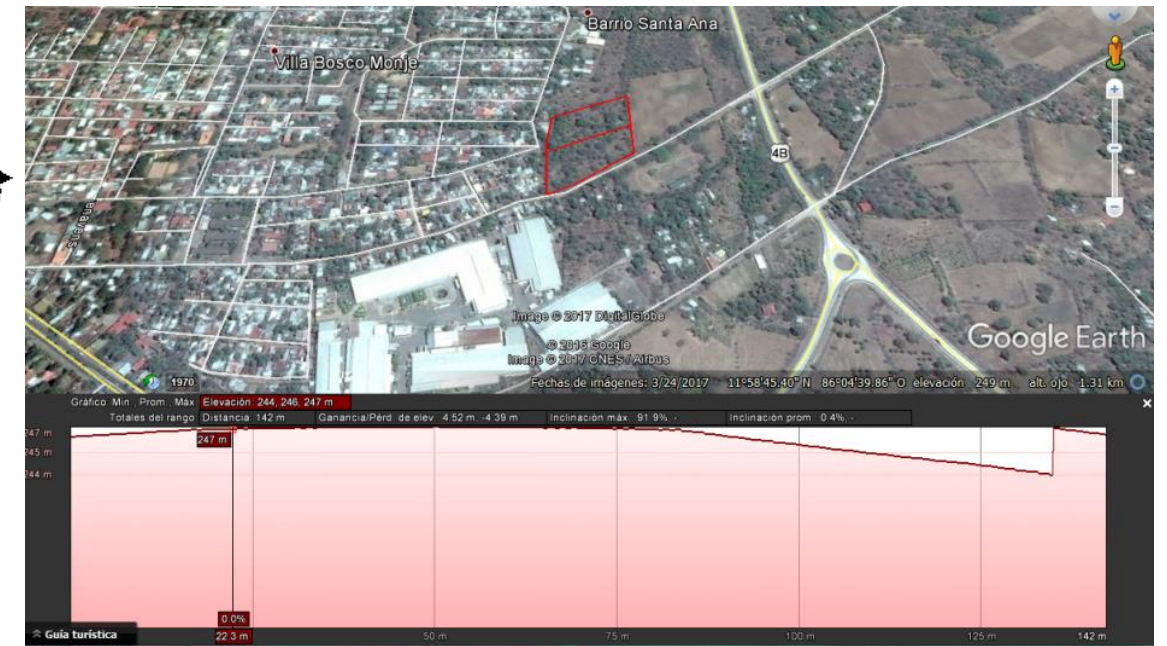 Barrio Santa Ana
Villa Bosco Monje
4B
Image © 2017 DigitalGlobe
© 2016 Google
Image © 2017 CNES / Airbus
Google Earth
1970
Fechas de imágenes: 3/24/2017 11°58'45.40" N 86°04'39.86" O elevación 249 m alt. ojo 1.31 km
Gráfico: Mín., Prom., Máx. Elevación: 244, 246, 247 m
Totales del rango: Distancia: 142 m Ganancia/Pérd. de elev.: 4.52 m, -4.39 m Inclinación máx.: 91.9%, - Inclinación prom.: 0.4%, -
247 m
247 m
245 m
244 m
0.0%
Guía turística
22.3 m 50 m 75 m 100 m 125 m 142 m